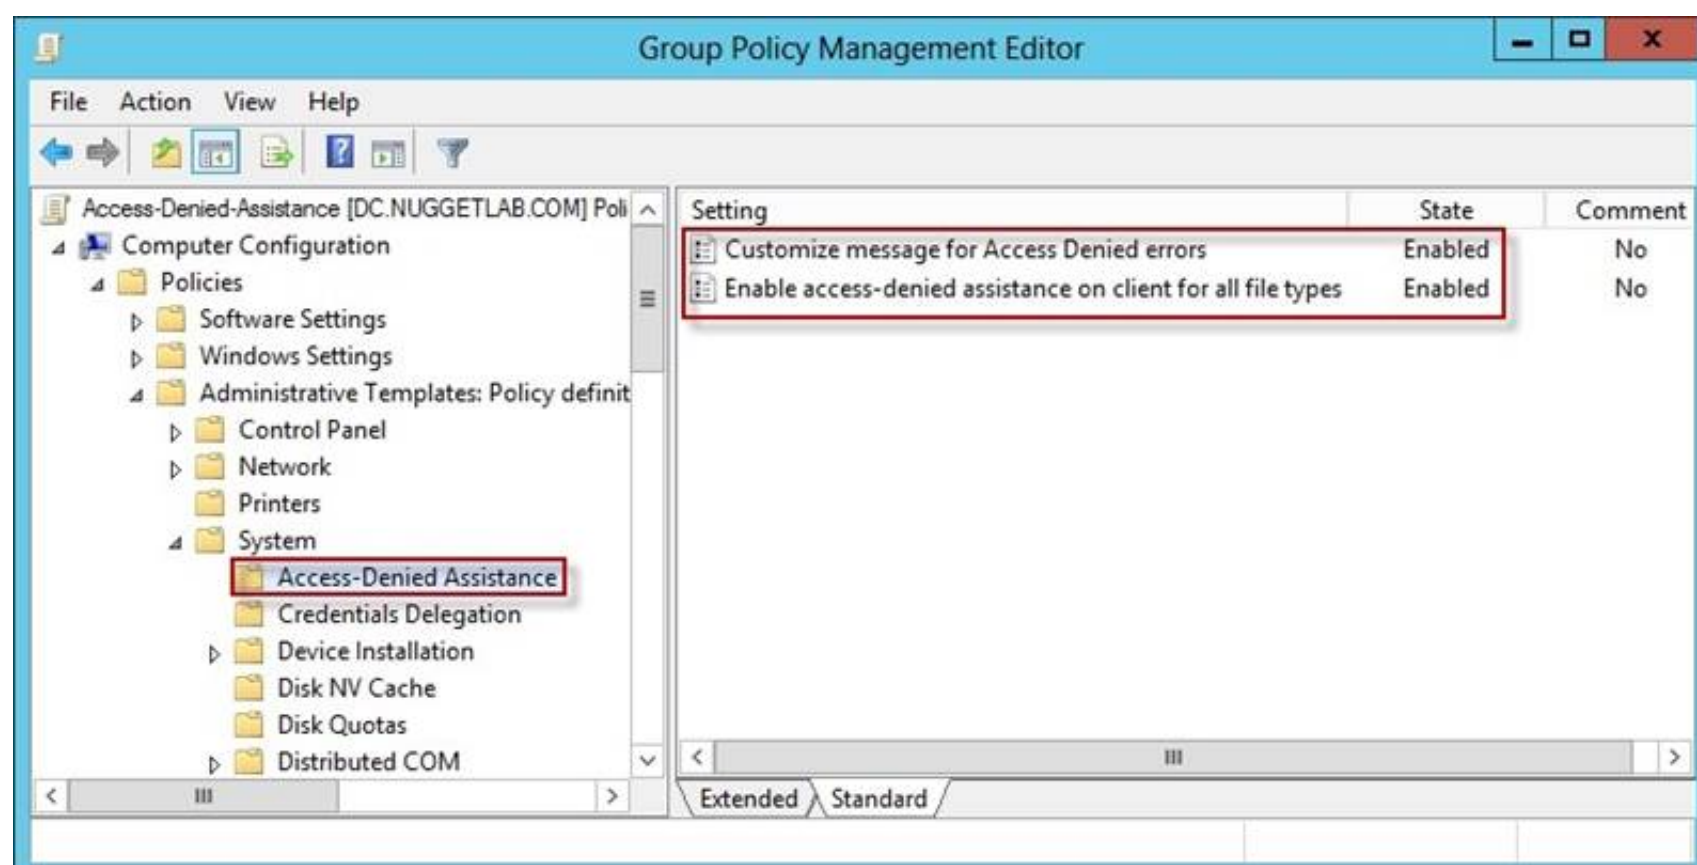 Group Policy Management Editor
File Action View Help
Access-Denied-Assistance [DC.NUGGETLAB.COM] Poli
Computer Configuration
Policies
Software Settings
Windows Settings
Administrative Templates: Policy definit
Control Panel
Network
Printers
System
Access-Denied Assistance
Credentials Delegation
Device Installation
Disk NV Cache
Disk Quotas
Distributed COM
Setting State Comment
Customize message for Access Denied errors Enabled No
Enable access-denied assistance on client for all file types Enabled No
Extended Standard